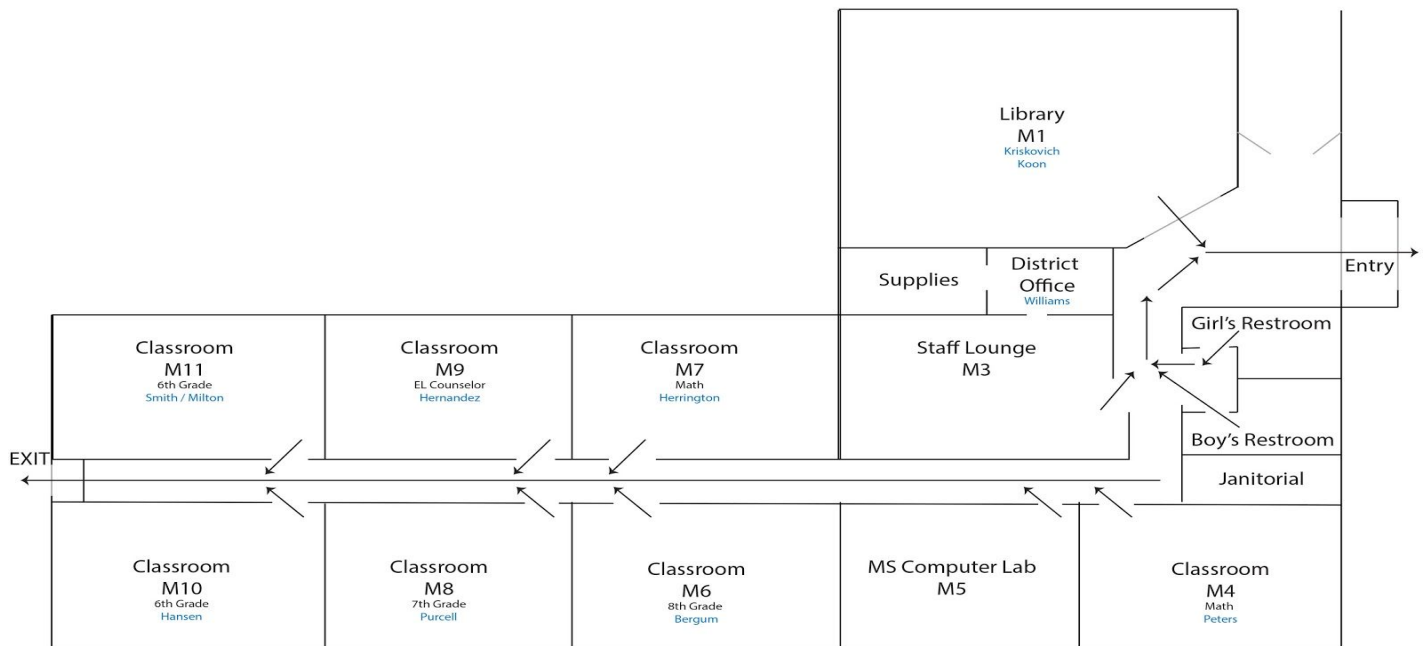 Library
M1
Kriskovich
Koon
Supplies
District
Office
Williams
Entry
Girl's Restroom
Classroom
M11
6th Grade
Smith / Milton
Classroom
M9
EL Counselor
Hernandez
Classroom
M7
Math
Herrington
Staff Lounge
M3
Boy's Restroom
EXIT
Janitorial
Classroom
M10
6th Grade
Hansen
Classroom
M8
7th Grade
Purcell
Classroom
M6
8th Grade
Bergum
MS Computer Lab
M5
Classroom
M4
Math
Peters